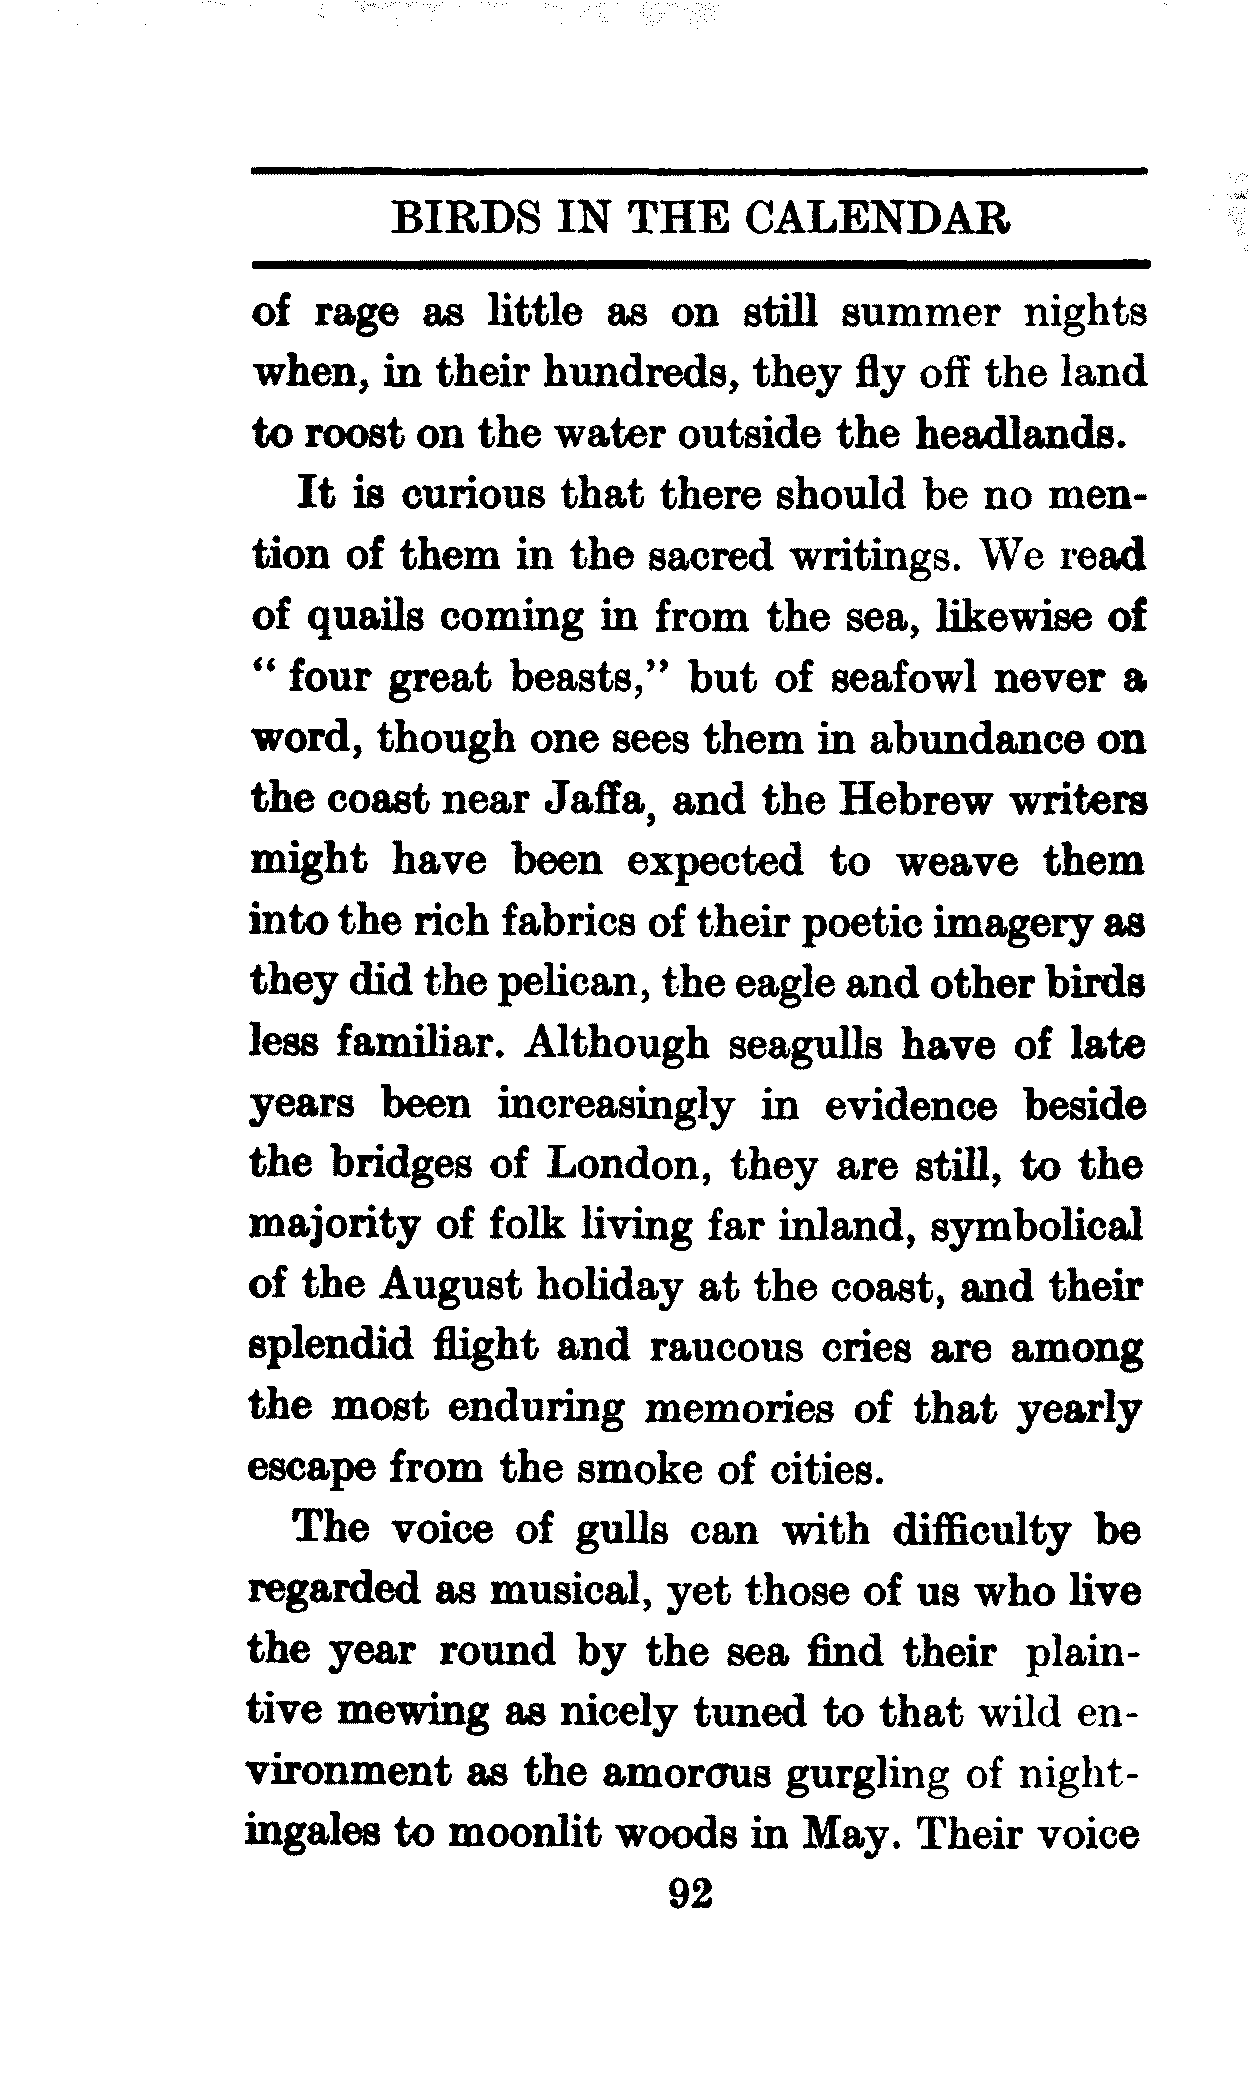 BIRDS IN THE CALENDAR
of rage as little as on still summer nights
when, in their hundreds, they fly off the land
to roost on the water outside the headlands.
It is curious that there should be no men-
tion of them in the sacred writings. We read
of quails coming in from the sea, likewise of
“ four great beasts,” but of seafowl never a
word, though one sees them in abundance on
the coast near Jaffa, and the Hebrew writers
might have been expected to weave them
into the rich fabrics of their poetic imagery as
they did the pelican, the eagle and other birds
less familiar. Although seagulls have of late
years been increasingly in evidence beside
the bridges of London, they are still, to the
majority of folk living far inland, symbolical
of the August holiday at the coast, and their
splendid flight and raucous cries are among
the most enduring memories of that yearly
escape from the smoke of cities.
The voice of gulls can with difficulty be
regarded as musical, yet those of us who live
the year round by the sea find their plain-
tive mewing as nicely tuned to that wild en-
vironment as the amorous gurgling of night-
ingales to moonlit woods in May. Their voice
92